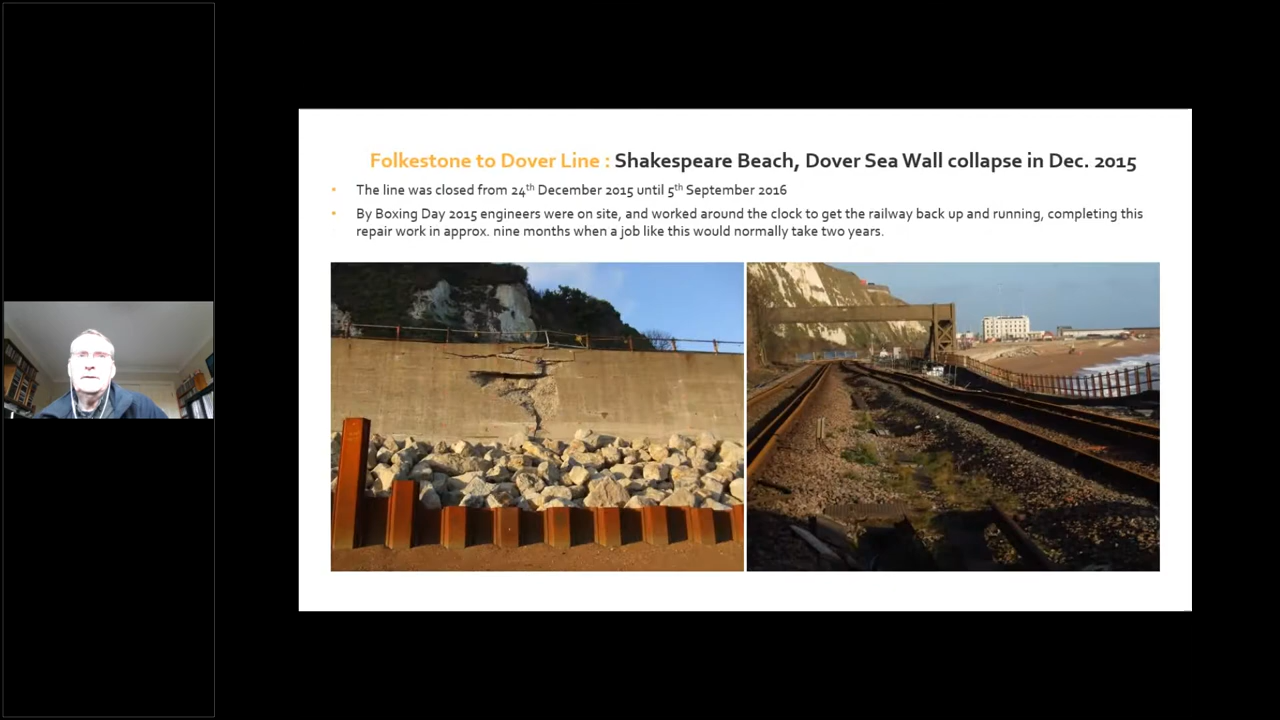 Folkestone to Dover Line : Shakespeare Beach, Dover Sea Wall collapse in Dec. 2015
• The line was closed from 24th December 2015 until 5th September 2016
• By Boxing Day 2015 engineers were on site, and worked around the clock to get the railway back up and running, completing this
repair work in approx. nine months when a job like this would normally take two years.